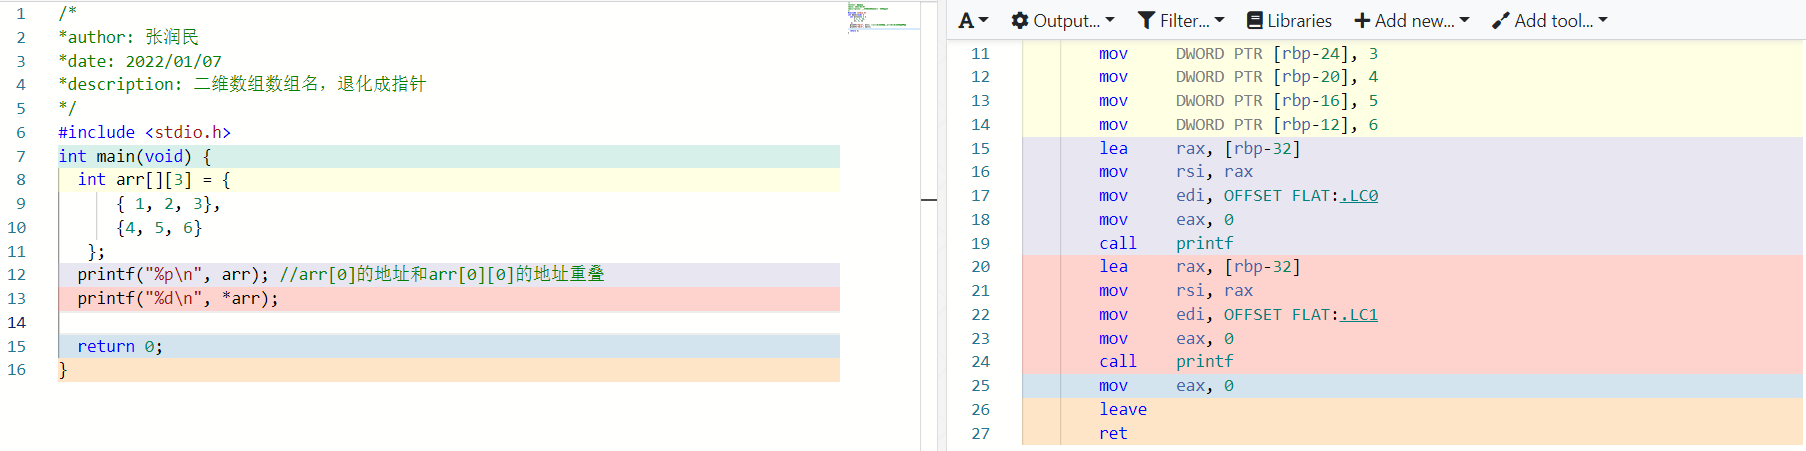 1 /*
2 *author: 张润民
3 *date: 2022/01/07
4 *description: 二维数组数组名，退化成指针
5 */
6 #include <stdio.h>
7 int main(void) {
8 int arr[][3] = {
9 { 1, 2, 3},
10 {4, 5, 6}
11 };
12 printf("%p\n", arr); //arr[0]的地址和arr[0][0]的地址重叠
13 printf("%d\n", *arr);
14
15 return 0;
16 }
A Output... Filter... Libraries Add new... Add tool...
11 mov DWORD PTR [rbp-24], 3
12 mov DWORD PTR [rbp-20], 4
13 mov DWORD PTR [rbp-16], 5
14 mov DWORD PTR [rbp-12], 6
15 lea rax, [rbp-32]
16 mov rsi, rax
17 mov edi, OFFSET FLAT:.LC0
18 mov eax, 0
19 call printf
20 lea rax, [rbp-32]
21 mov rsi, rax
22 mov edi, OFFSET FLAT:.LC1
23 mov eax, 0
24 call printf
25 mov eax, 0
26 leave
27 ret